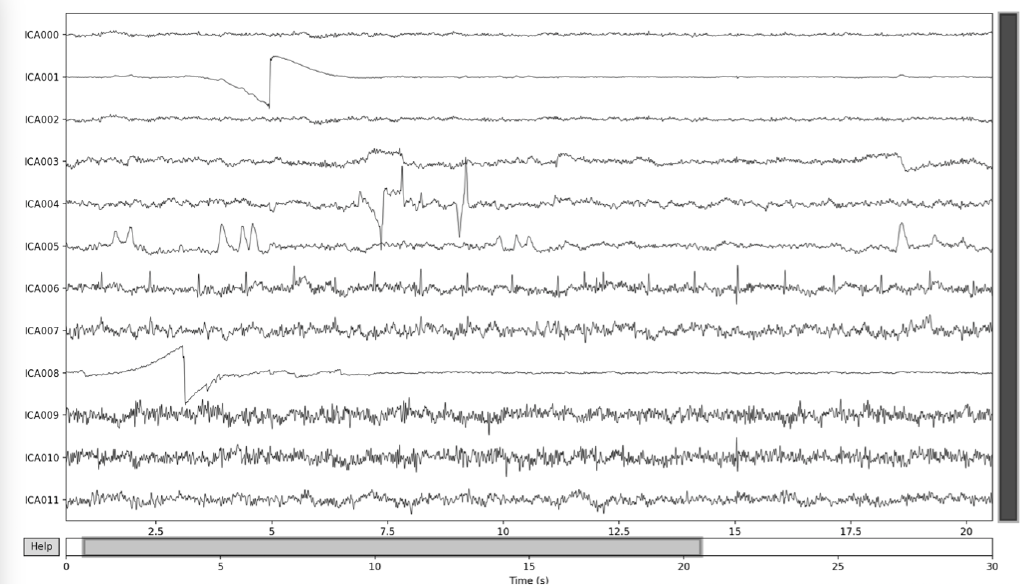 ICA000
ICA001
ICA002
ICA003
ICA004
ICA005
ICA006
ICA007
ICA008
ICA009
ICA010
ICA011
2.5 5 7.5 10 12.5 15 17.5 20
Help
0 5 10 15 20 25 30
Time (s)